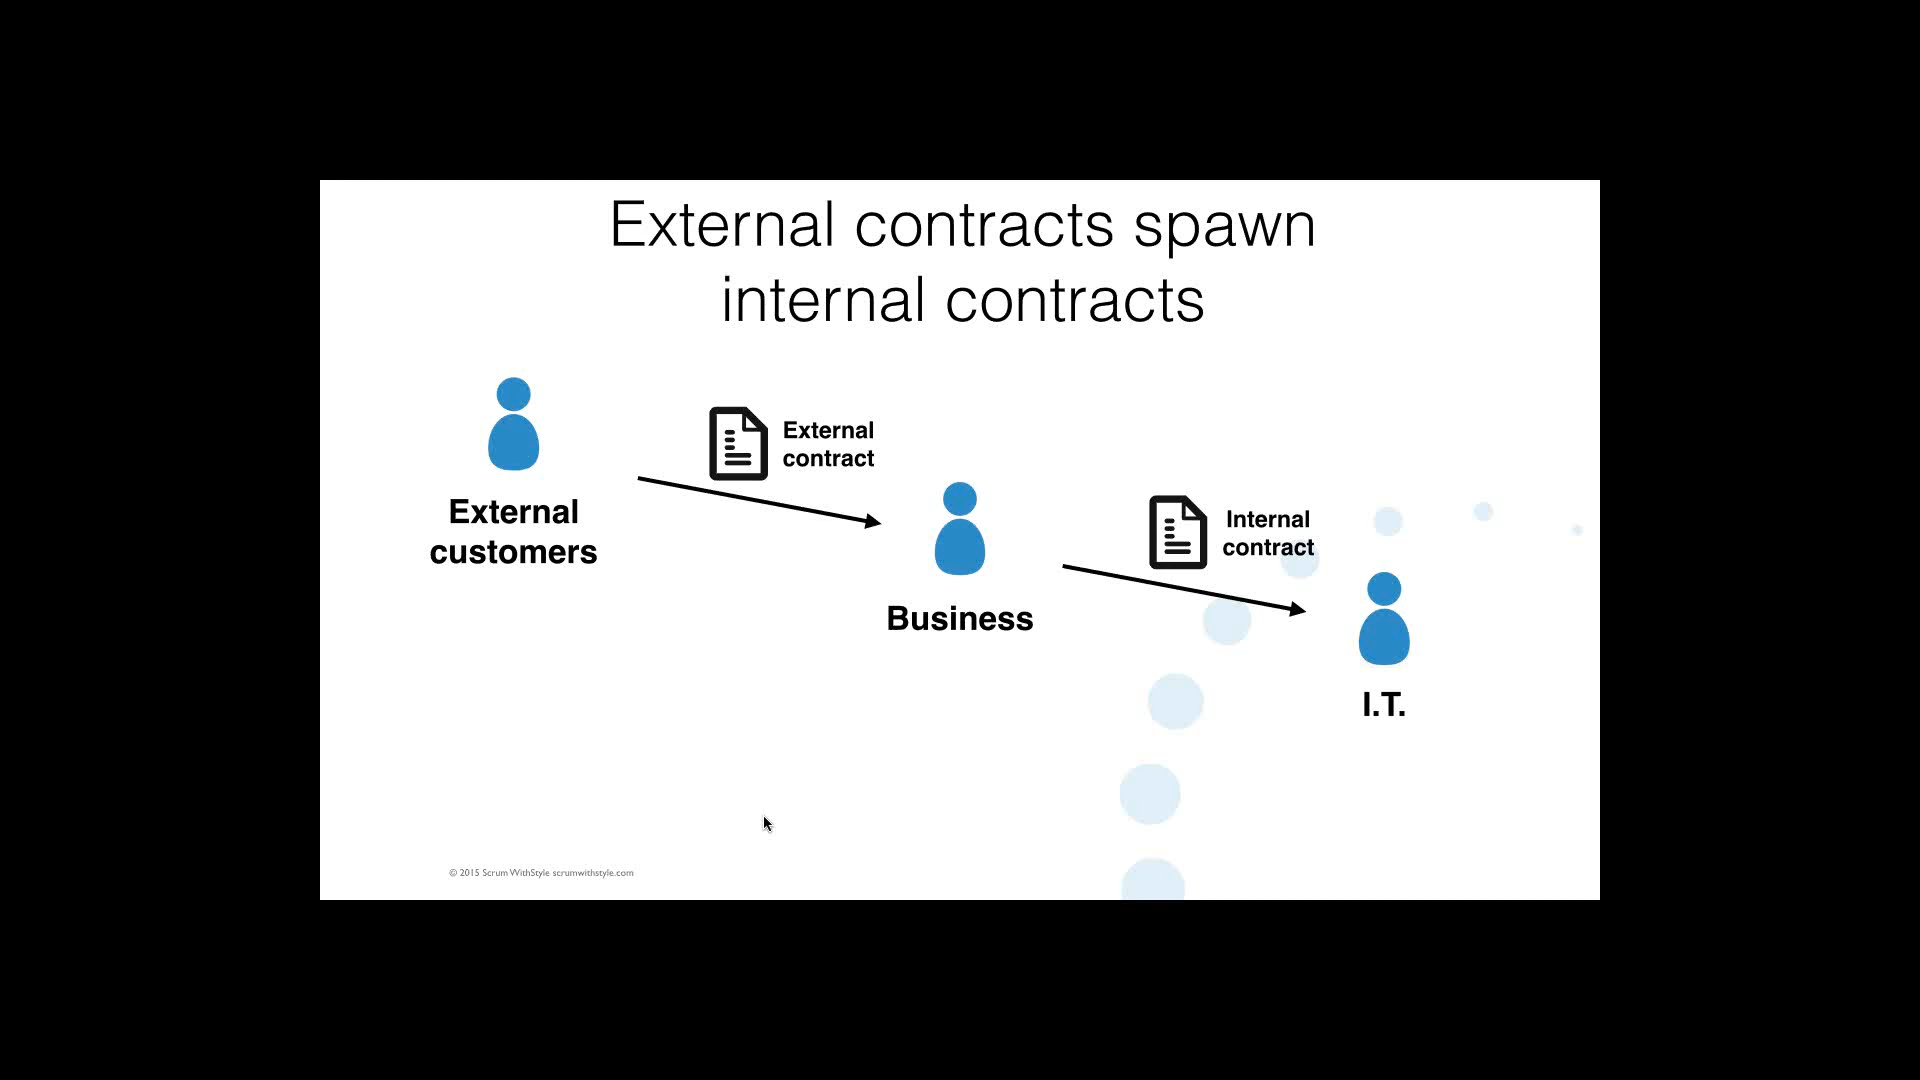 External contracts spawn
internal contracts
External
contract
External
customers
Internal
contract
Business
I.T.
© 2015 Scrum WithStyle scrumwithstyle.com